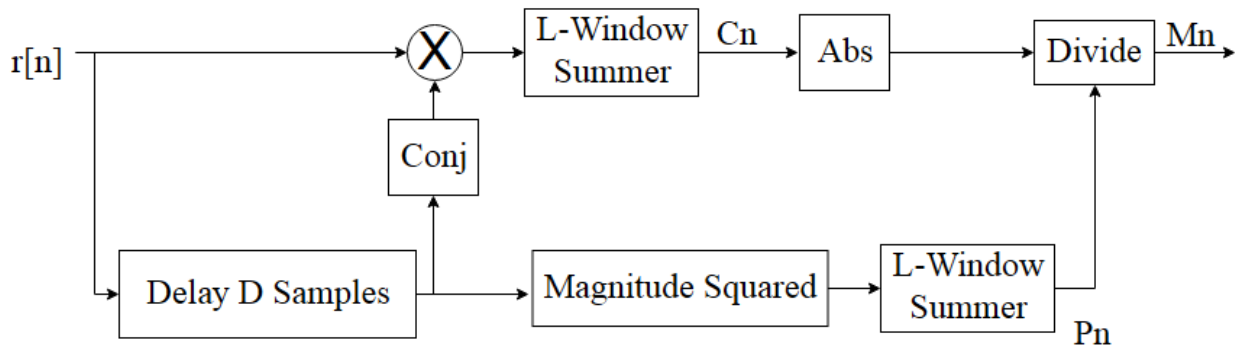 r[n]
X
L-Window
Summer
Cn
Abs
Divide
Mn
Conj
Delay D Samples
Magnitude Squared
L-Window
Summer
Pn